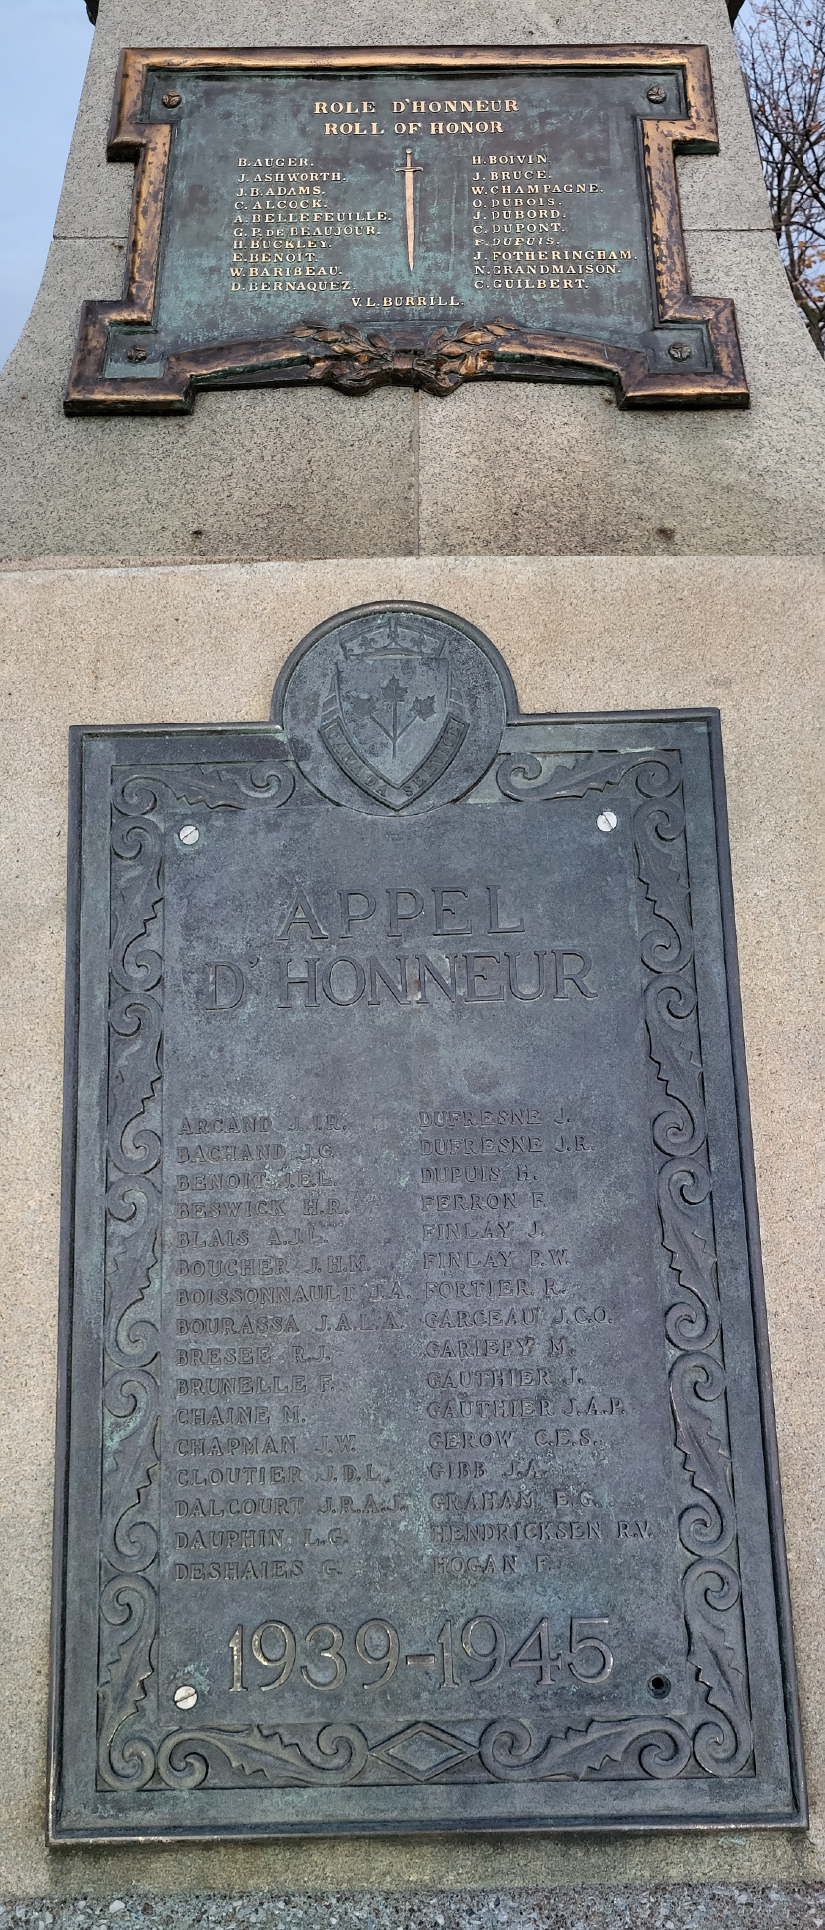 ROLE D'HONNEUR
ROLL OF HONOR
B. AUGER.
J. ASHWORTH.
J.B. ADAMS.
C. ALCOCK.
A. BELLEFEUILLE.
G.P. DE BEAUJOUR.
H. BUCKLEY.
E. BENOIT.
W. BARIBEAU.
D. BERNAQUEZ.
H. BOIVIN.
J. BRUCE.
W. CHAMPAGNE.
O. DUBOIS.
J. DUBORD.
C. DUPONT.
F. DUPUIS.
J. FOTHERINGHAM.
N. GRANDMAISON.
C. GUILBERT.
V.L. BURRILL.
CANADA SERVICE
APPEL
D'HONNEUR
ARCAND J.J.R.
BACHAND J.G.
BENOIT J.E.L.
BESWICK H.R.
BLAIS A.J.L.
BOUCHER J.H.M.
BOISSONNAULT J.A.
BOURASSA J.A.L.A.
BRESEE R.J.
BRUNELLE F.
CHAINE M.
CHAPMAN J.W.
CLOUTIER J.D.L.
DALCOURT J.R.A.J.
DAUPHIN L.G.
DESHAIES G.
DUFRESNE J.
DUFRESNE J.R.
DUPUIS H.
FERRON F.
FINLAY J.
FINLAY P.W.
FORTIER R.
GARCEAU J.C.O.
GARIEPY M.
GAUTHIER J.
GAUTHIER J.A.P.
GEROW C.E.S.
GIBB J.A.
GRAHAM E.G.
HENDRICKSEN R.V.
HOGAN F.
1939-1945